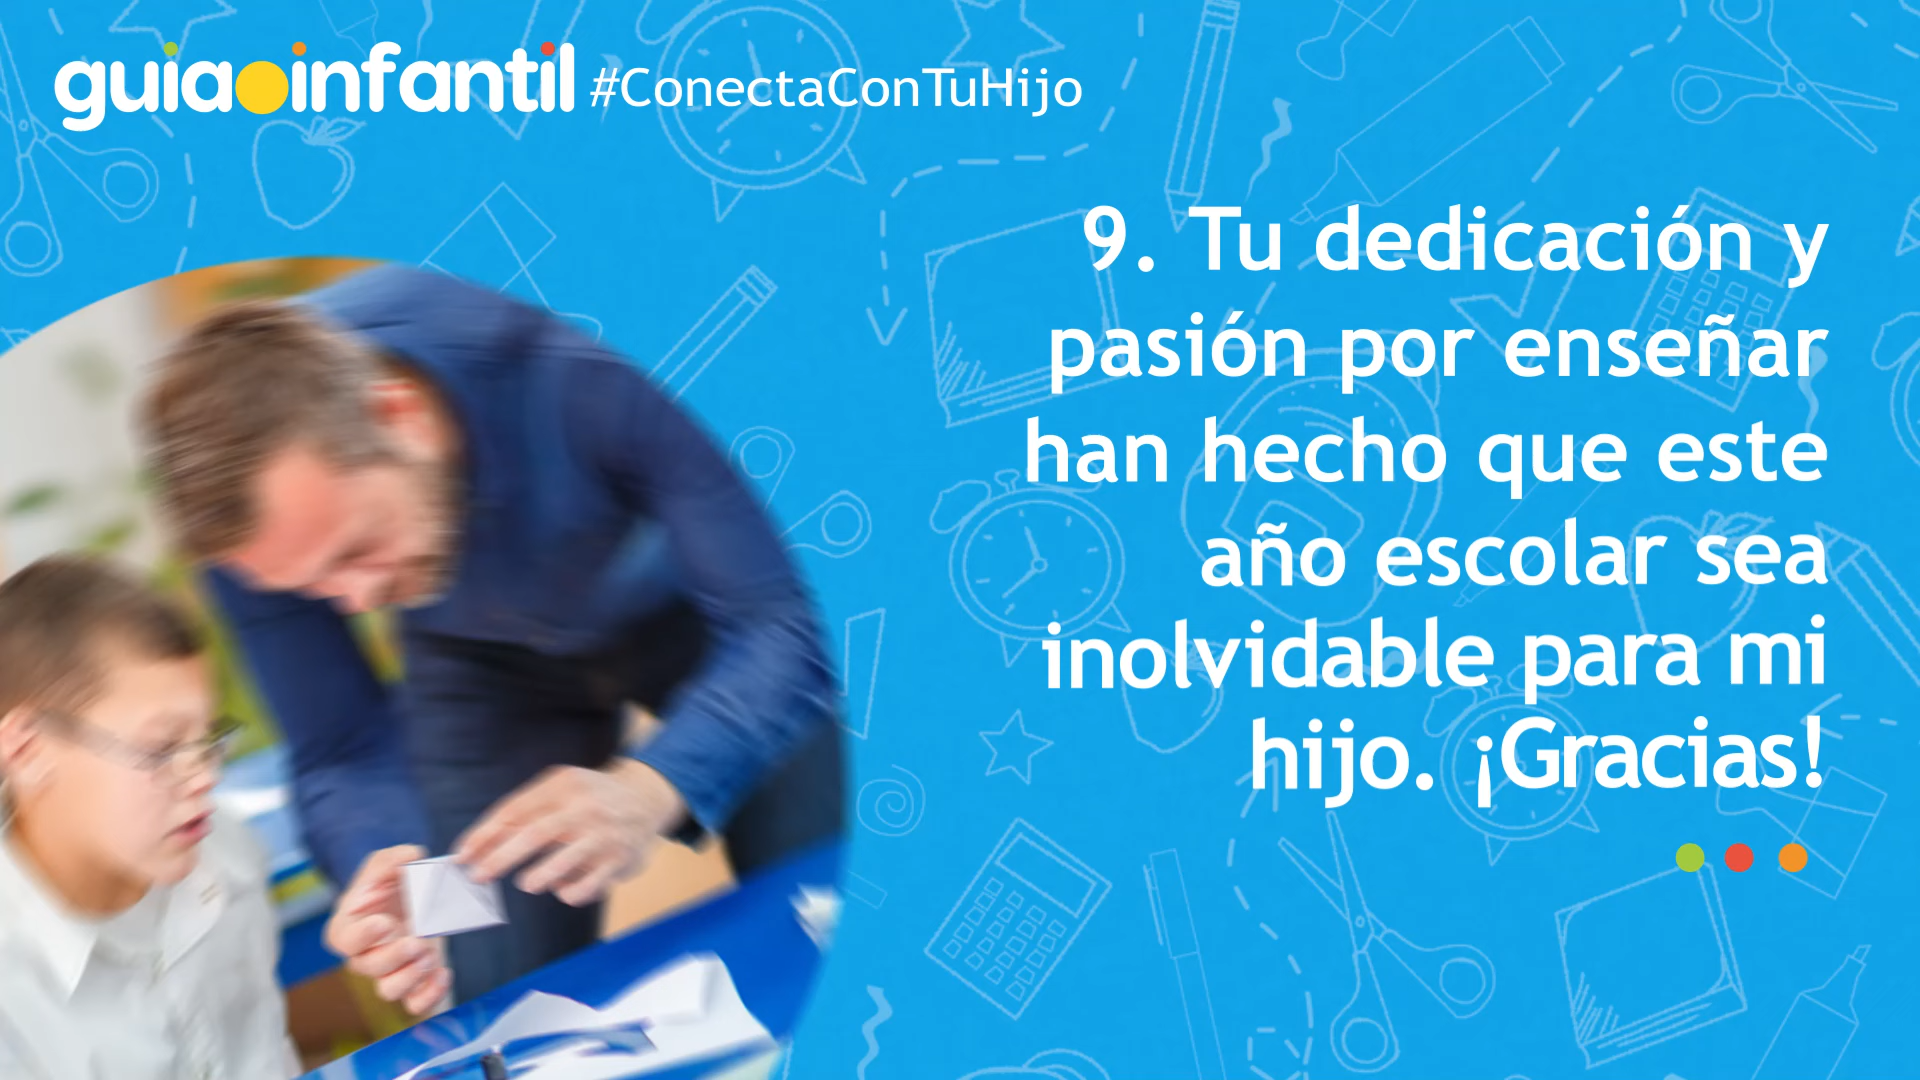 guiainfantil #ConectaConTuHijo
9. Tu dedicación y
pasión por enseñar
han hecho que este
año escolar sea
inolvidable para mi
hijo. ¡Gracias!